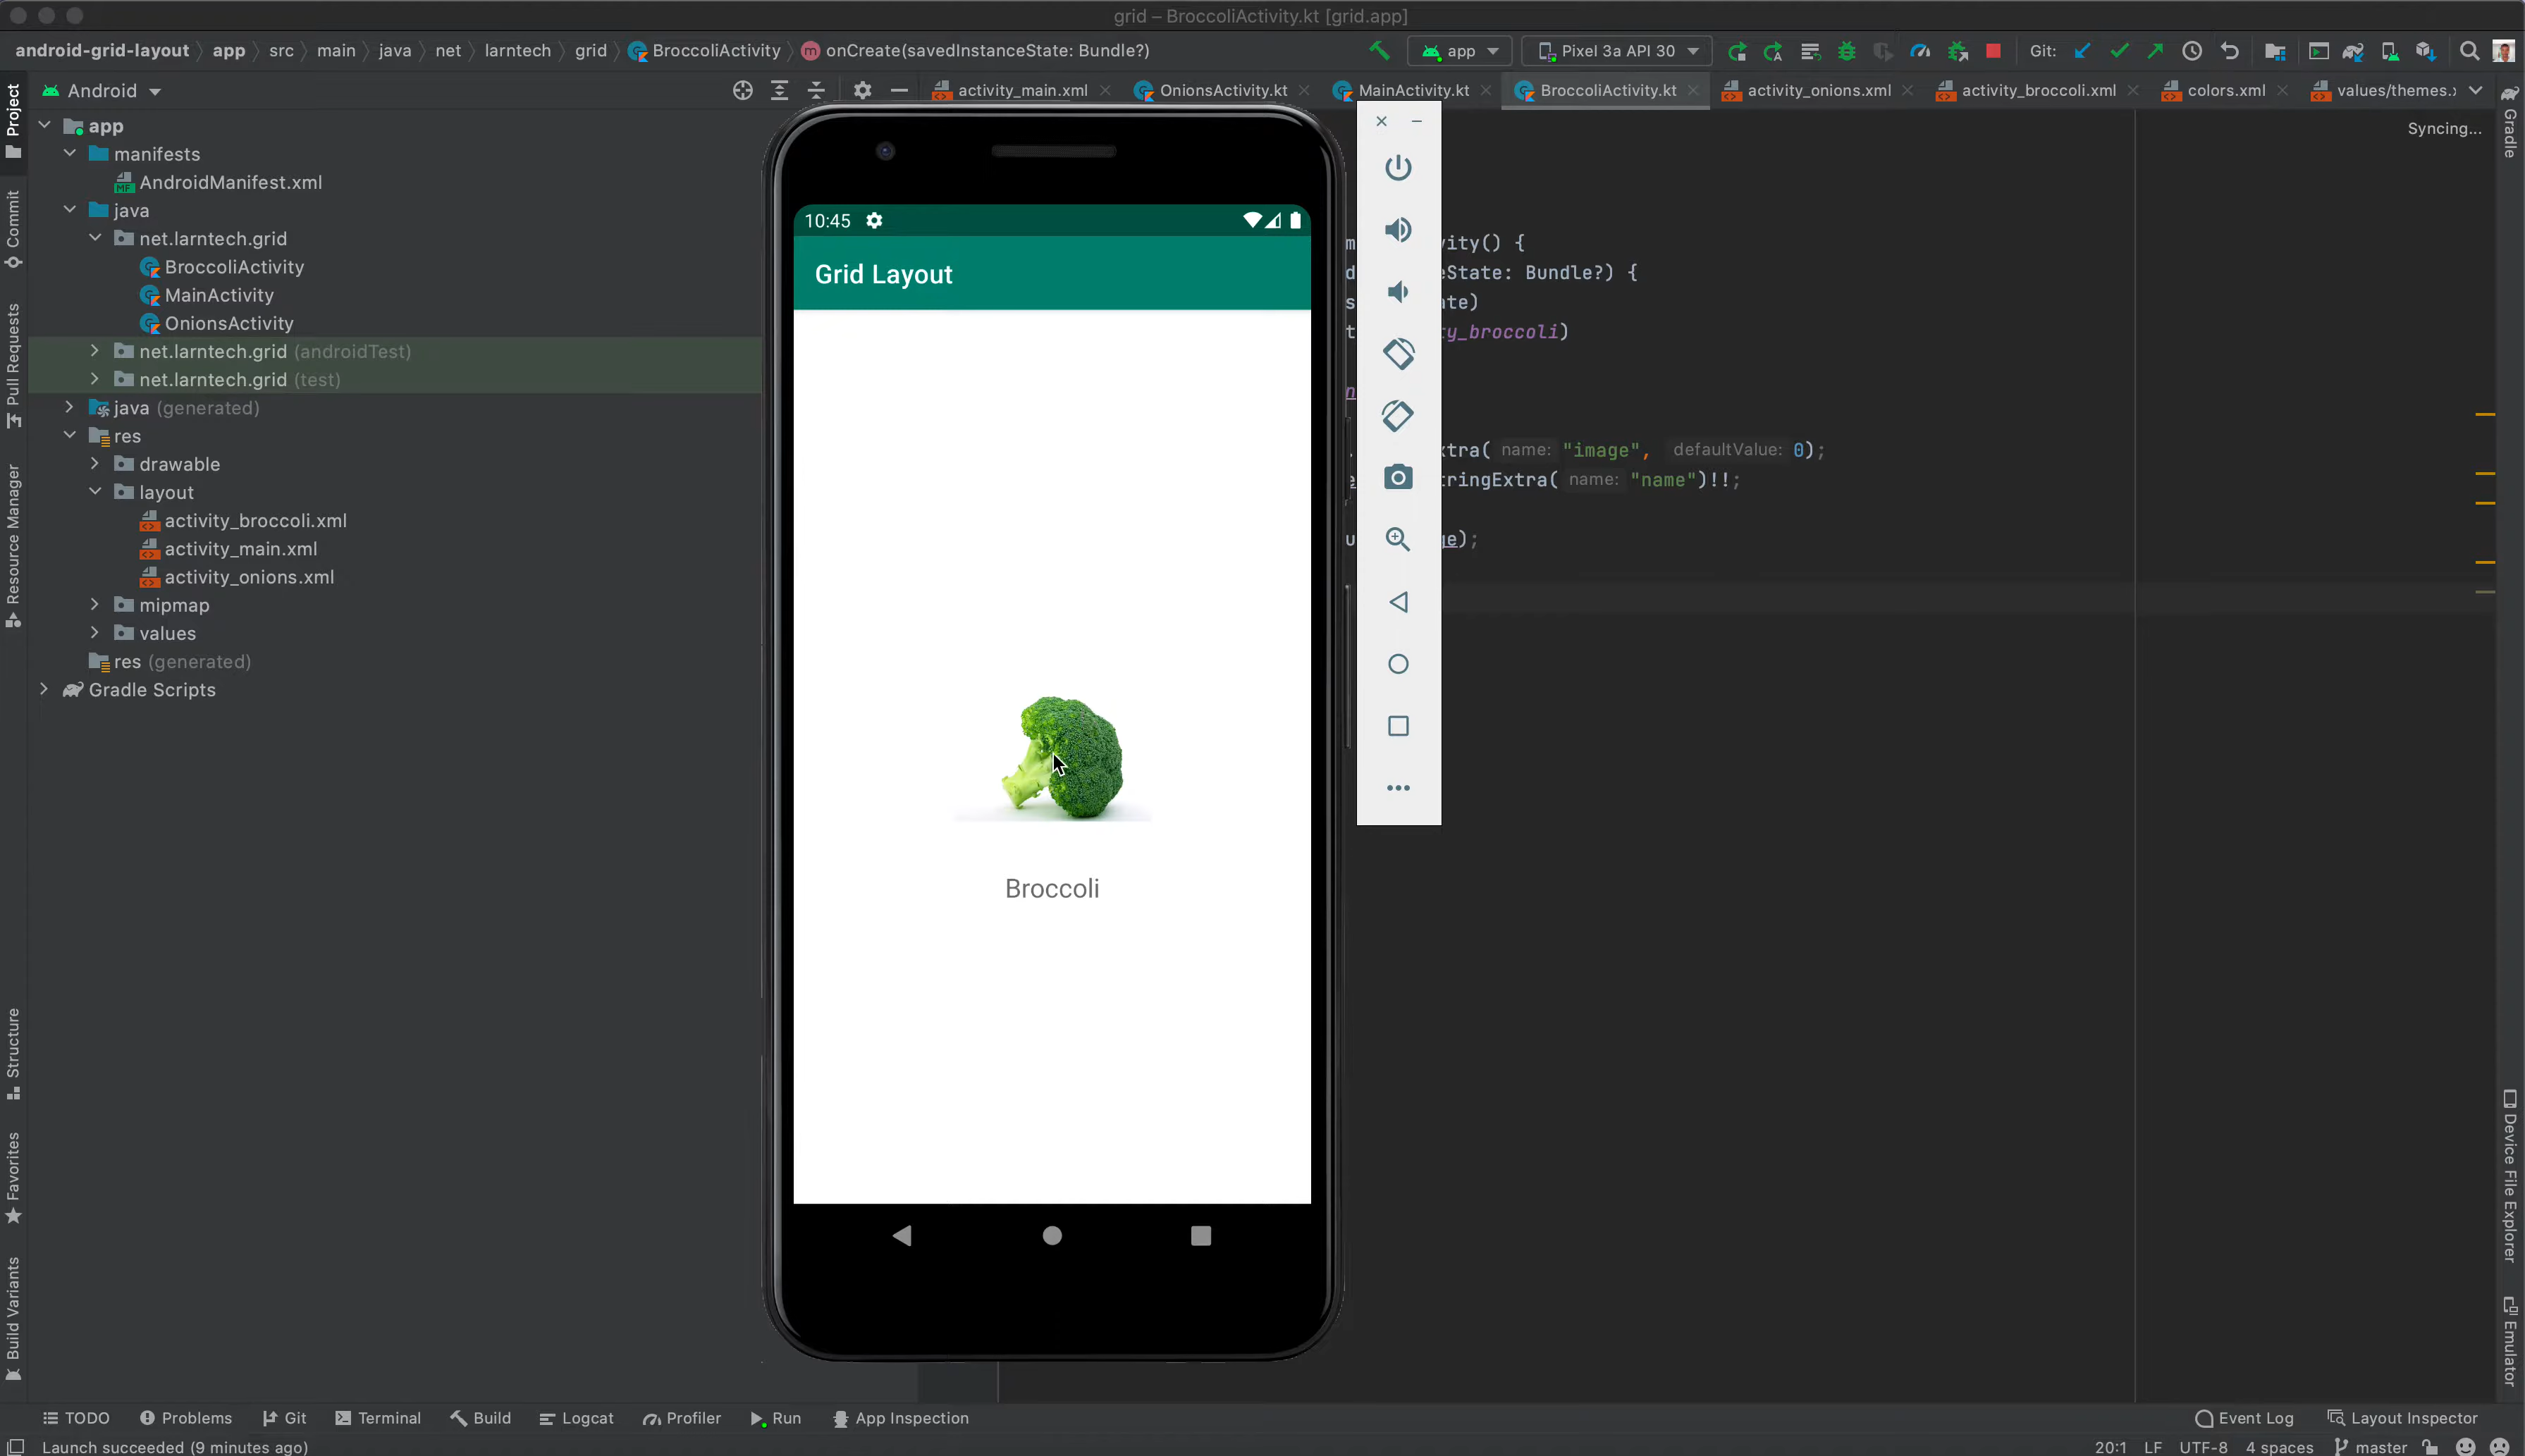 grid – BroccoliActivity.kt [grid.app]
android-grid-layout app src main java net larntech grid BroccoliActivity onCreate(savedInstanceState: Bundle?) app Pixel 3a API 30 Git:
Android activity_main.xml OnionsActivity.kt MainActivity.kt BroccoliActivity.kt activity_onions.xml activity_broccoli.xml colors.xml values/themes.
Syncing...
app
manifests
AndroidManifest.xml
java
net.larntech.grid
BroccoliActivity
MainActivity
OnionsActivity
net.larntech.grid (androidTest)
net.larntech.grid (test)
java (generated)
res
drawable
layout
activity_broccoli.xml
activity_main.xml
activity_onions.xml
mipmap
values
res (generated)
Gradle Scripts
Project
Commit
Pull Requests
Resource Manager
Structure
Favorites
Build Variants
10:45
Grid Layout
Broccoli
ity() {
State: Bundle?) {
te)
y_broccoli)
tra( name: "image", defaultValue: 0);
ringExtra( name: "name")!!;
ge);
Gradle
Device File Explorer
Emulator
TODO Problems Git Terminal Build Logcat Profiler Run App Inspection Event Log Layout Inspector
Launch succeeded (9 minutes ago) 20:1 LF UTF-8 4 spaces master